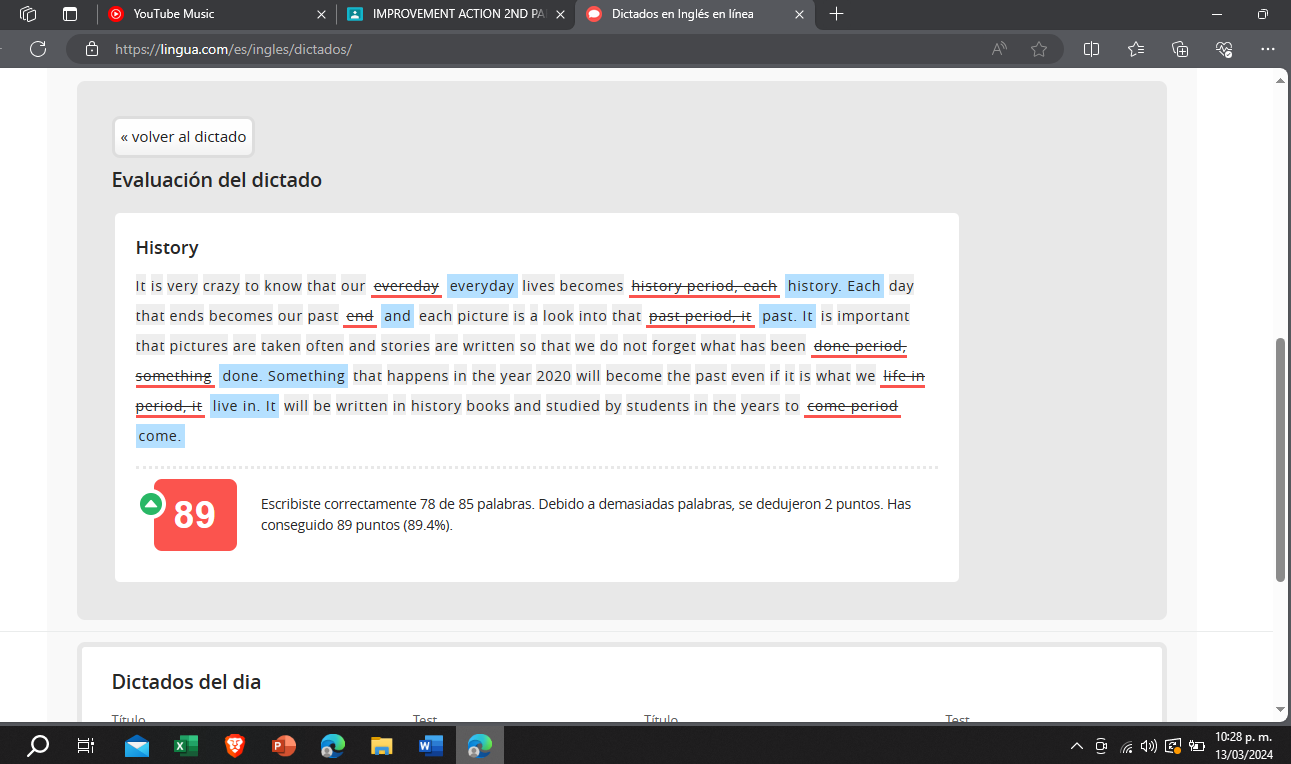 YouTube Music
IMPROVEMENT ACTION 2ND PA
Dictados en Inglés en línea
https://lingua.com/es/ingles/dictados/
« volver al dictado
Evaluación del dictado
History
It is very crazy to know that our evereday everyday lives becomes history period, each history. Each day
that ends becomes our past end and each picture is a look into that past period, it past. It is important
that pictures are taken often and stories are written so that we do not forget what has been done period,
something done. Something that happens in the year 2020 will become the past even if it is what we life in
period, it live in. It will be written in history books and studied by students in the years to come period
come.
89
Escribiste correctamente 78 de 85 palabras. Debido a demasiadas palabras, se dedujeron 2 puntos. Has
conseguido 89 puntos (89.4%).
Dictados del dia
Título Test Título Test
10:28 p. m.
13/03/2024